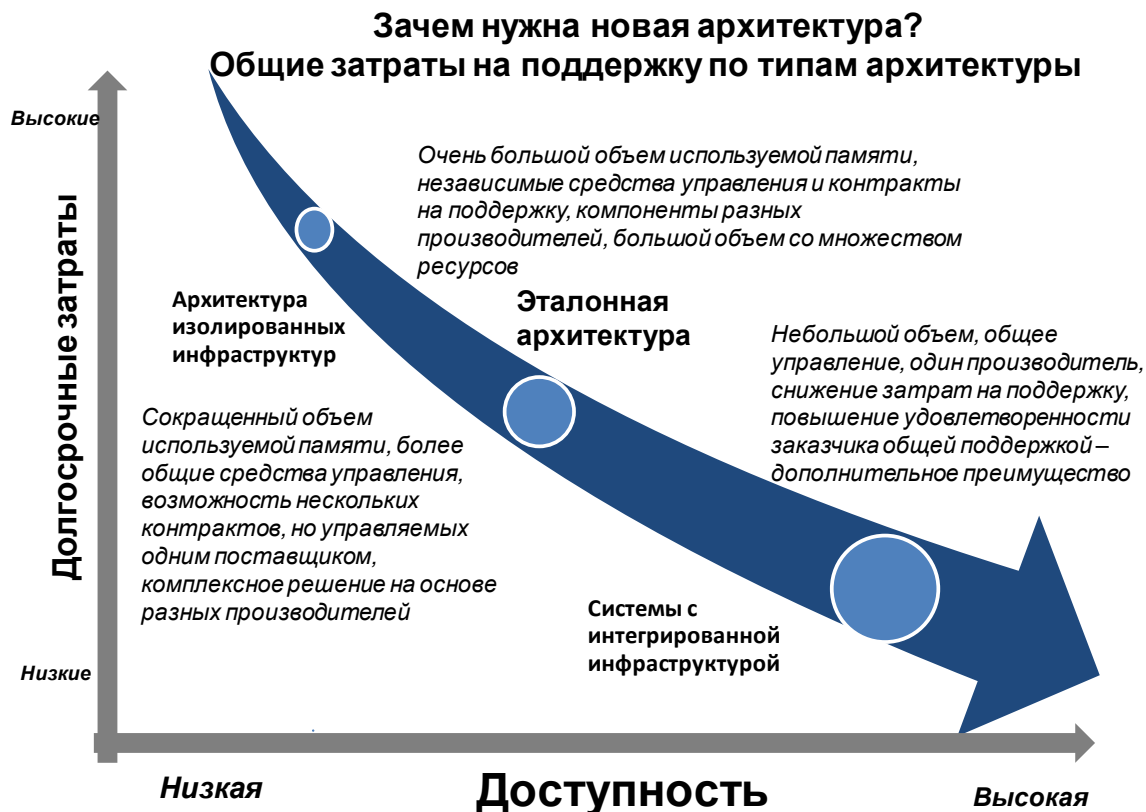 Зачем нужна новая архитектура?
Общие затраты на поддержку по типам архитектуры
Высокие
Долгосрочные затраты
Низкие
Очень большой объем используемой памяти,
независимые средства управления и контракты
на поддержку, компоненты разных
производителей, большой объем со множеством
ресурсов
Архитектура
изолированных
инфраструктур
Эталонная
архитектура
Небольшой объем, общее
управление, один производитель,
снижение затрат на поддержку,
повышение удовлетворенности
заказчика общей поддержкой –
дополнительное преимущество
Сокращенный объем
используемой памяти, более
общие средства управления,
возможность нескольких
контрактов, но управляемых
одним поставщиком,
комплексное решение на основе
разных производителей
Системы с
интегрированной
инфраструктурой
Низкая
Доступность
Высокая